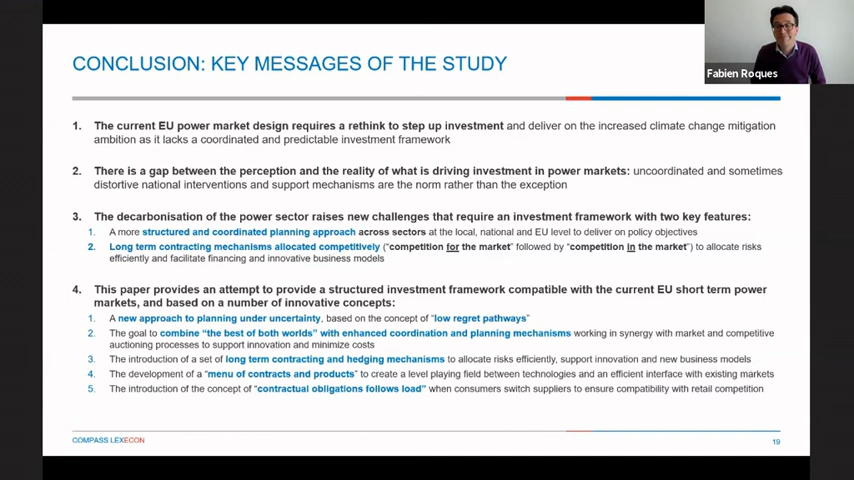 Fabien Roques
CONCLUSION: KEY MESSAGES OF THE STUDY
1. The current EU power market design requires a rethink to step up investment and deliver on the increased climate change mitigation
ambition as it lacks a coordinated and predictable investment framework
2. There is a gap between the perception and the reality of what is driving investment in power markets: uncoordinated and sometimes
distortive national interventions and support mechanisms are the norm rather than the exception
3. The decarbonisation of the power sector raises new challenges that require an investment framework with two key features:
1. A more structured and coordinated planning approach across sectors at the local, national and EU level to deliver on policy objectives
2. Long term contracting mechanisms allocated competitively ("competition for the market" followed by "competition in the market") to allocate risks
efficiently and facilitate financing and innovative business models
4. This paper provides an attempt to provide a structured investment framework compatible with the current EU short term power
markets, and based on a number of innovative concepts:
1. A new approach to planning under uncertainty, based on the concept of "low regret pathways"
2. The goal to combine "the best of both worlds" with enhanced coordination and planning mechanisms working in synergy with market and competitive
auctioning processes to support innovation and minimize costs
3. The introduction of a set of long term contracting and hedging mechanisms to allocate risks efficiently, support innovation and new business models
4. The development of a "menu of contracts and products" to create a level playing field between technologies and an efficient interface with existing markets
5. The introduction of the concept of "contractual obligations follows load" when consumers switch suppliers to ensure compatibility with retail competition
COMPASS LEXECON
19